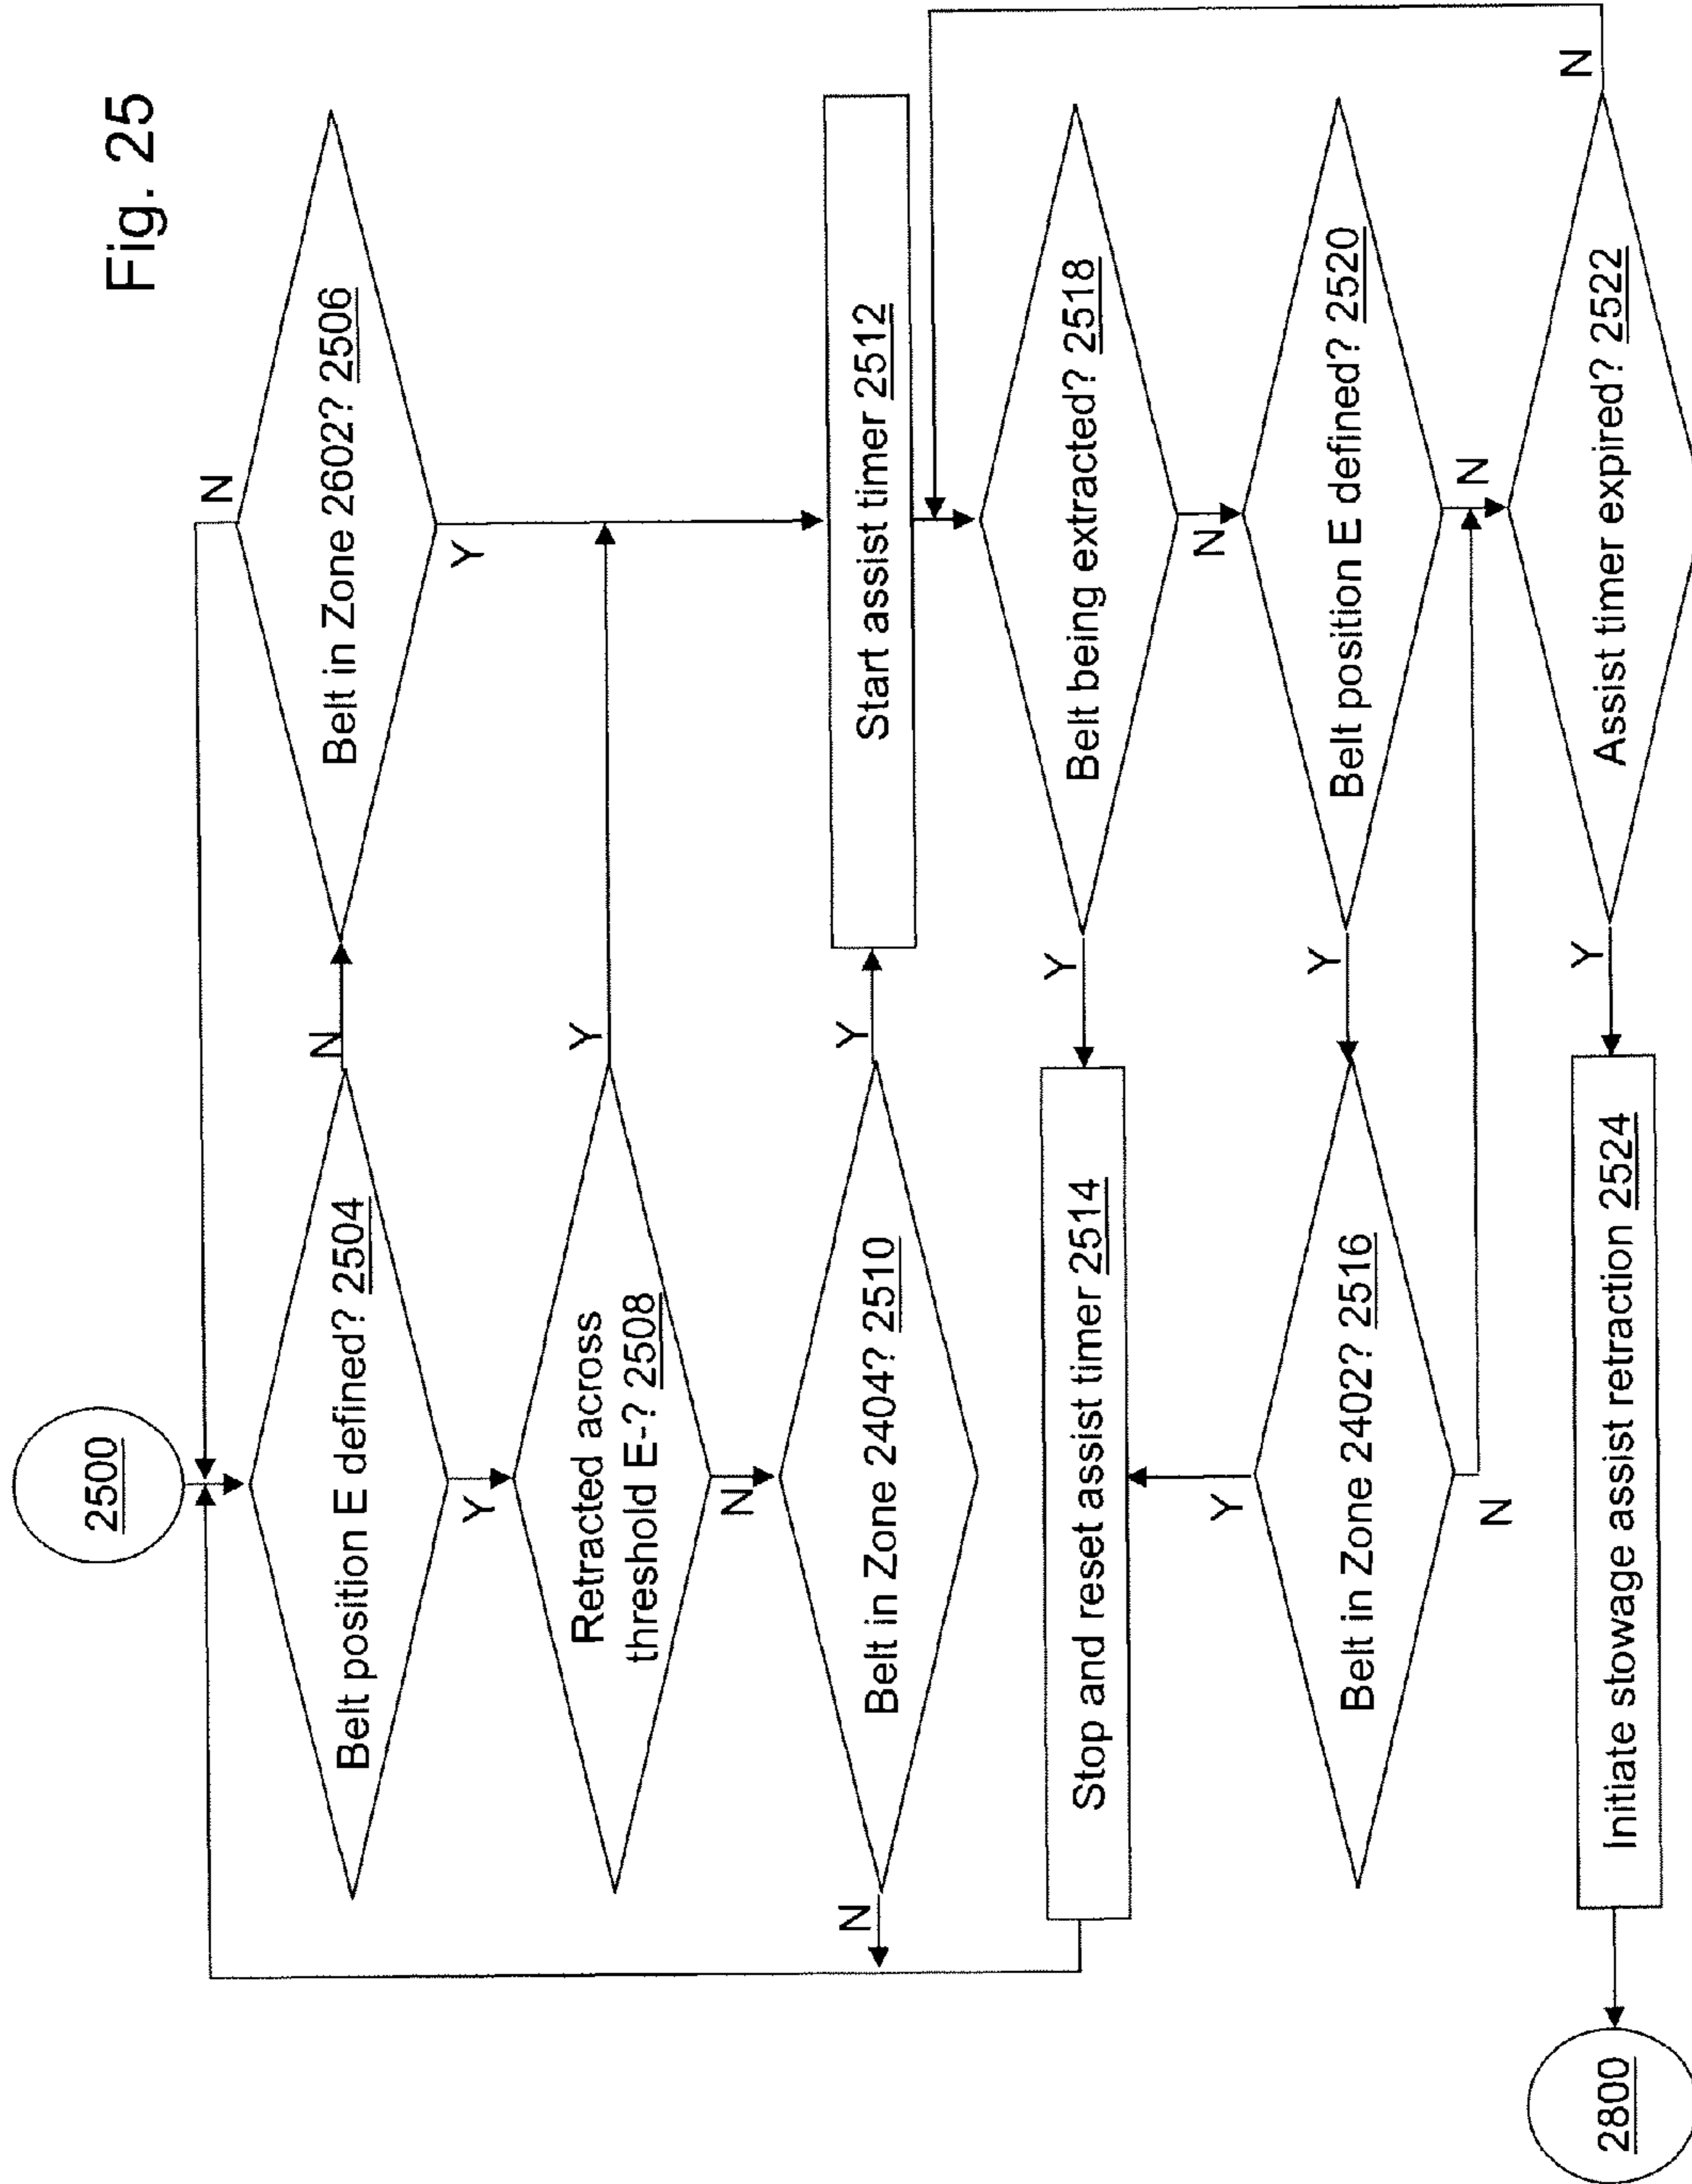 Fig. 25
2500
Belt position E defined? 2504
N
Belt in Zone 2602? 2506
N
Y
Y
Retracted across
threshold E-? 2508
Y
N
Belt in Zone 2404? 2510
Y
N
Start assist timer 2512
Stop and reset assist timer 2514
Y
Belt being extracted? 2518
N
Y
Belt in Zone 2402? 2516
N
Y
Belt position E defined? 2520
N
Initiate stowage assist retraction 2524
Y
Assist timer expired? 2522
N
2800